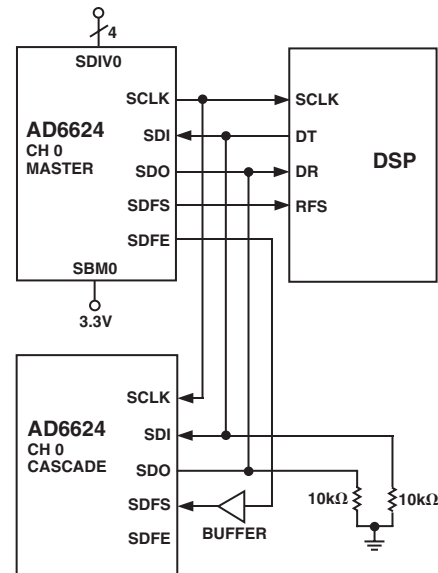 4
SDIV0
AD6624
CH 0
MASTER
SCLK
SDI
SDO
SDFS
SDFE
SBM0
3.3V
SCLK
DT
DR
RFS
DSP
AD6624
CH 0
CASCADE
SCLK
SDI
SDO
SDFS
SDFE
BUFFER
10kΩ
10kΩ